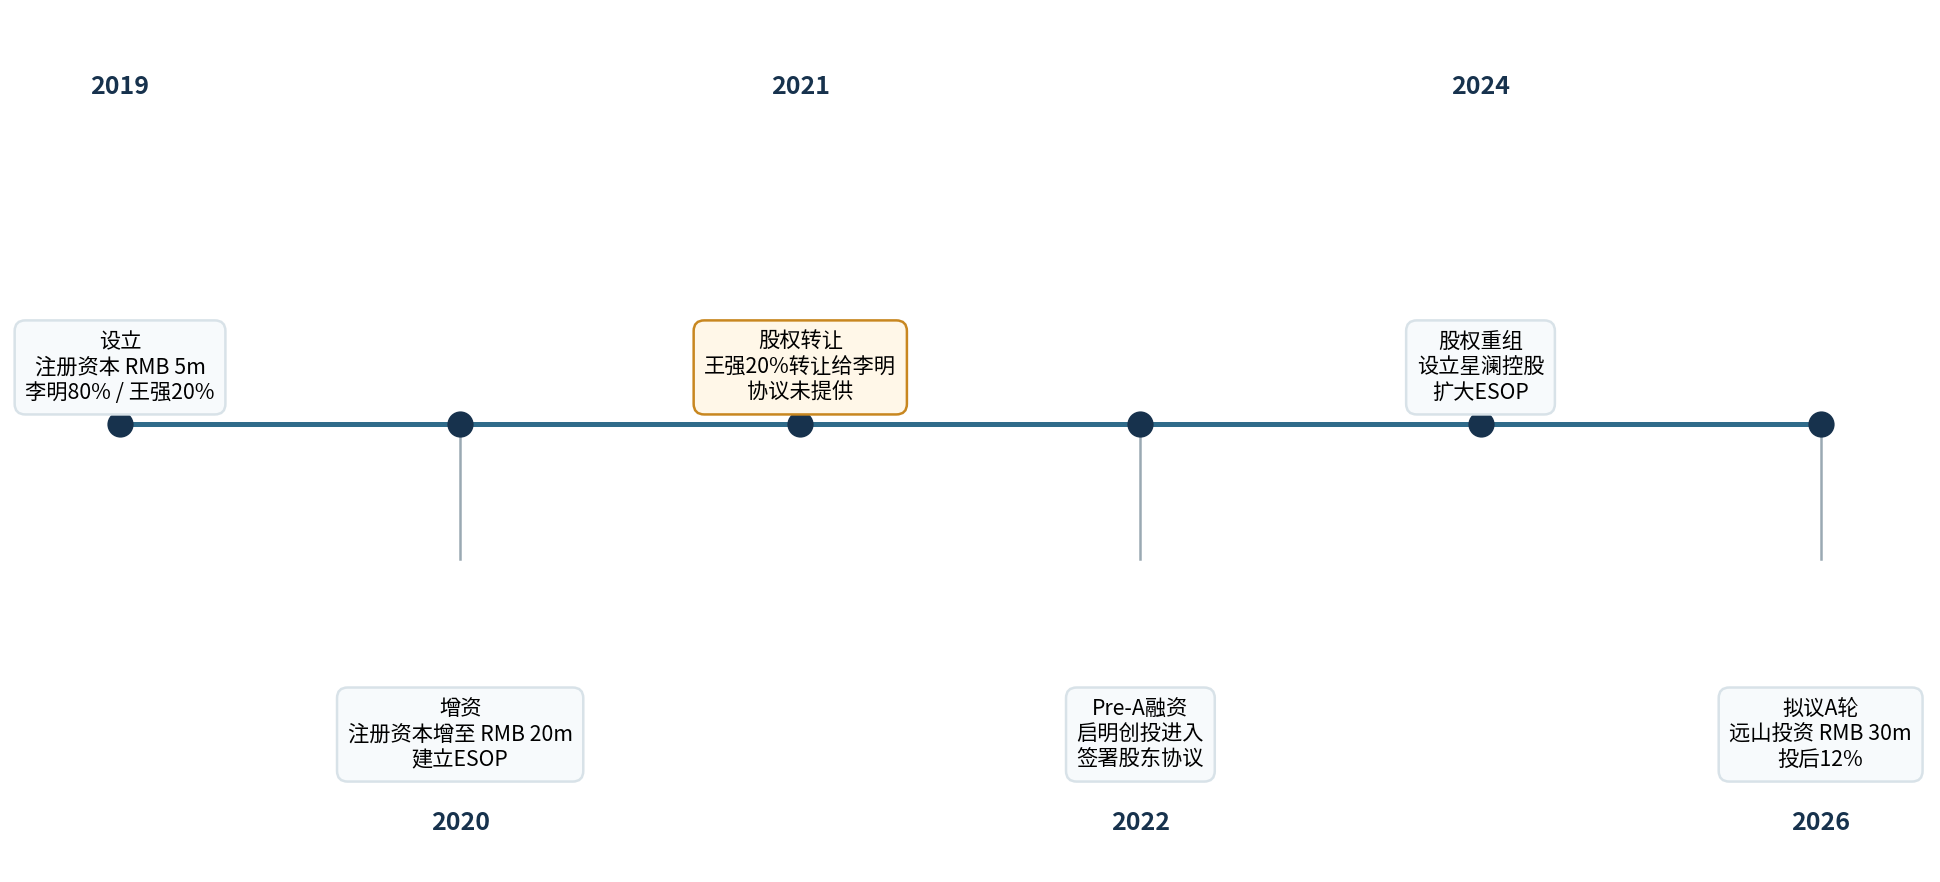 2019
设立
注册资本 RMB 5m
李明80% / 王强20%
增资
注册资本增至 RMB 20m
建立ESOP
2020
2021
股权转让
王强20%转让给李明
协议未提供
Pre-A融资
启明创投进入
签署股东协议
2022
2024
股权重组
设立星澜控股
扩大ESOP
拟议A轮
远山投资 RMB 30m
投后12%
2026